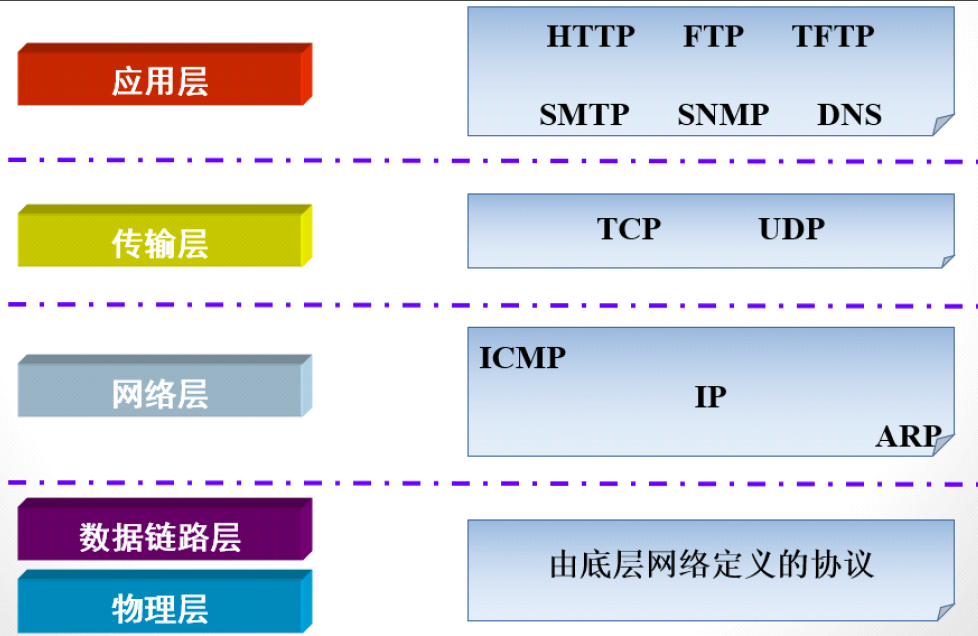 应用层
HTTP FTP TFTP
SMTP SNMP DNS
传输层
TCP UDP
网络层
ICMP
IP
ARP
数据链路层
物理层
由底层网络定义的协议